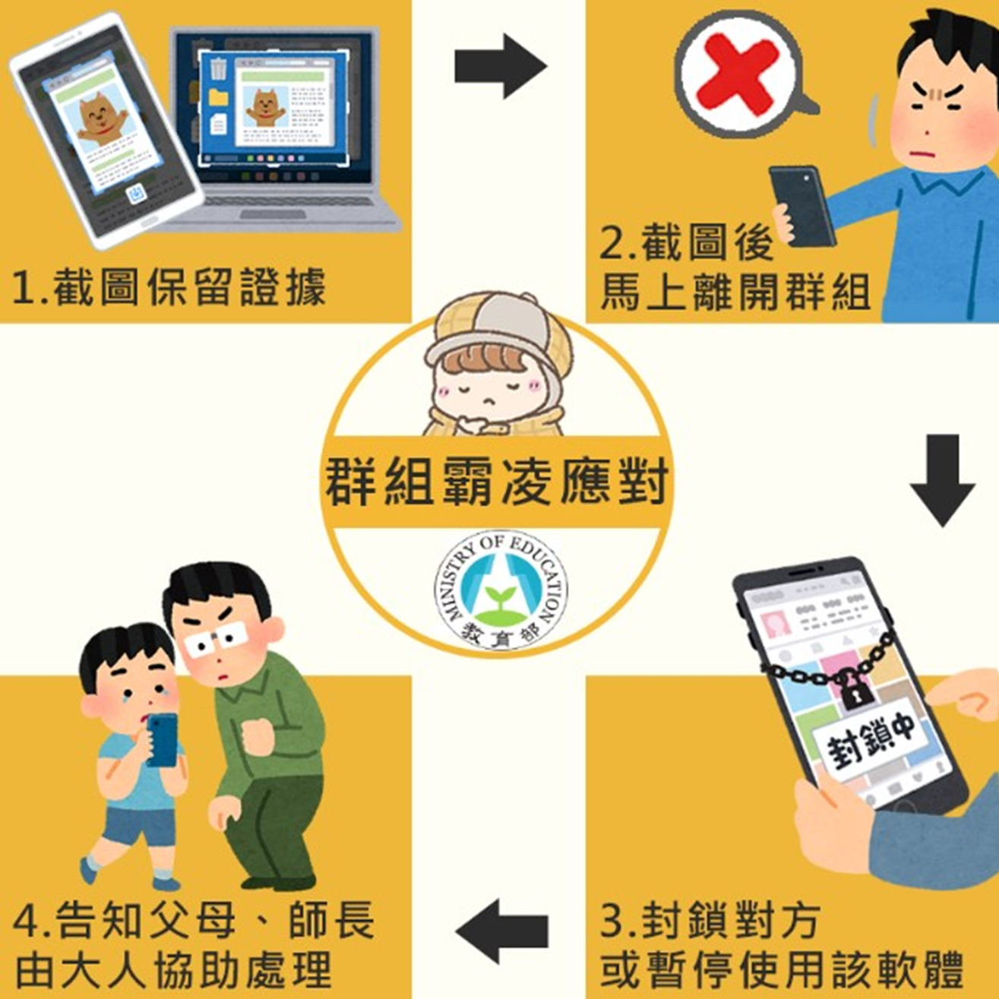 1.截圖保留證據
2.截圖後
馬上離開群組
群組霸凌應對
MINISTRY OF EDUCATION
教育部
封鎖中
3.封鎖對方
或暫停使用該軟體
4.告知父母、師長
由大人協助處理